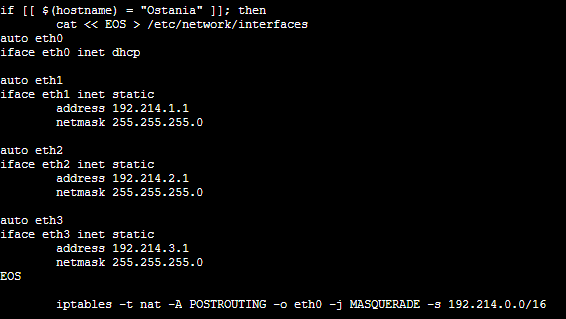 if [[ $(hostname) = "Ostania" ]]; then
        cat << EOS > /etc/network/interfaces
auto eth0
iface eth0 inet dhcp

auto eth1
iface eth1 inet static
        address 192.214.1.1
        netmask 255.255.255.0

auto eth2
iface eth2 inet static
        address 192.214.2.1
        netmask 255.255.255.0

auto eth3
iface eth3 inet static
        address 192.214.3.1
        netmask 255.255.255.0
EOS

        iptables -t nat -A POSTROUTING -o eth0 -j MASQUERADE -s 192.214.0.0/16